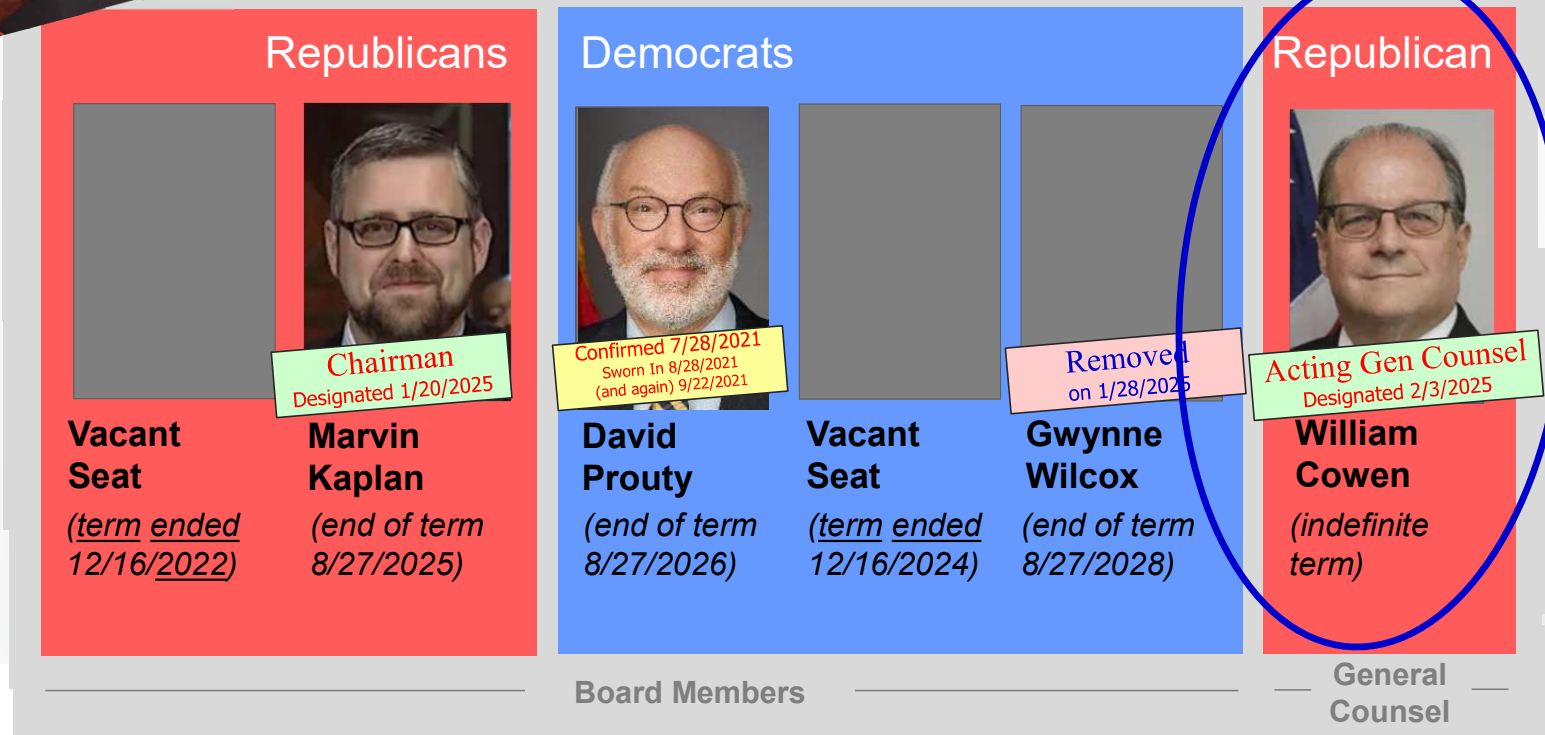 Republicans
Chairman
Designated 1/20/2025
Vacant
Seat
(term ended
12/16/2022)
Marvin
Kaplan
(end of term
8/27/2025)
Democrats
Confirmed 7/28/2021
Sworn In 8/28/2021
(and again) 9/22/2021
David
Prouty
(end of term
8/27/2026)
Vacant
Seat
(term ended
12/16/2024)
Removed
on 1/28/2025
Gwynne
Wilcox
(end of term
8/27/2028)
Republican
Acting Gen Counsel
Designated 2/3/2025
William
Cowen
(indefinite
term)
Board Members
General
Counsel